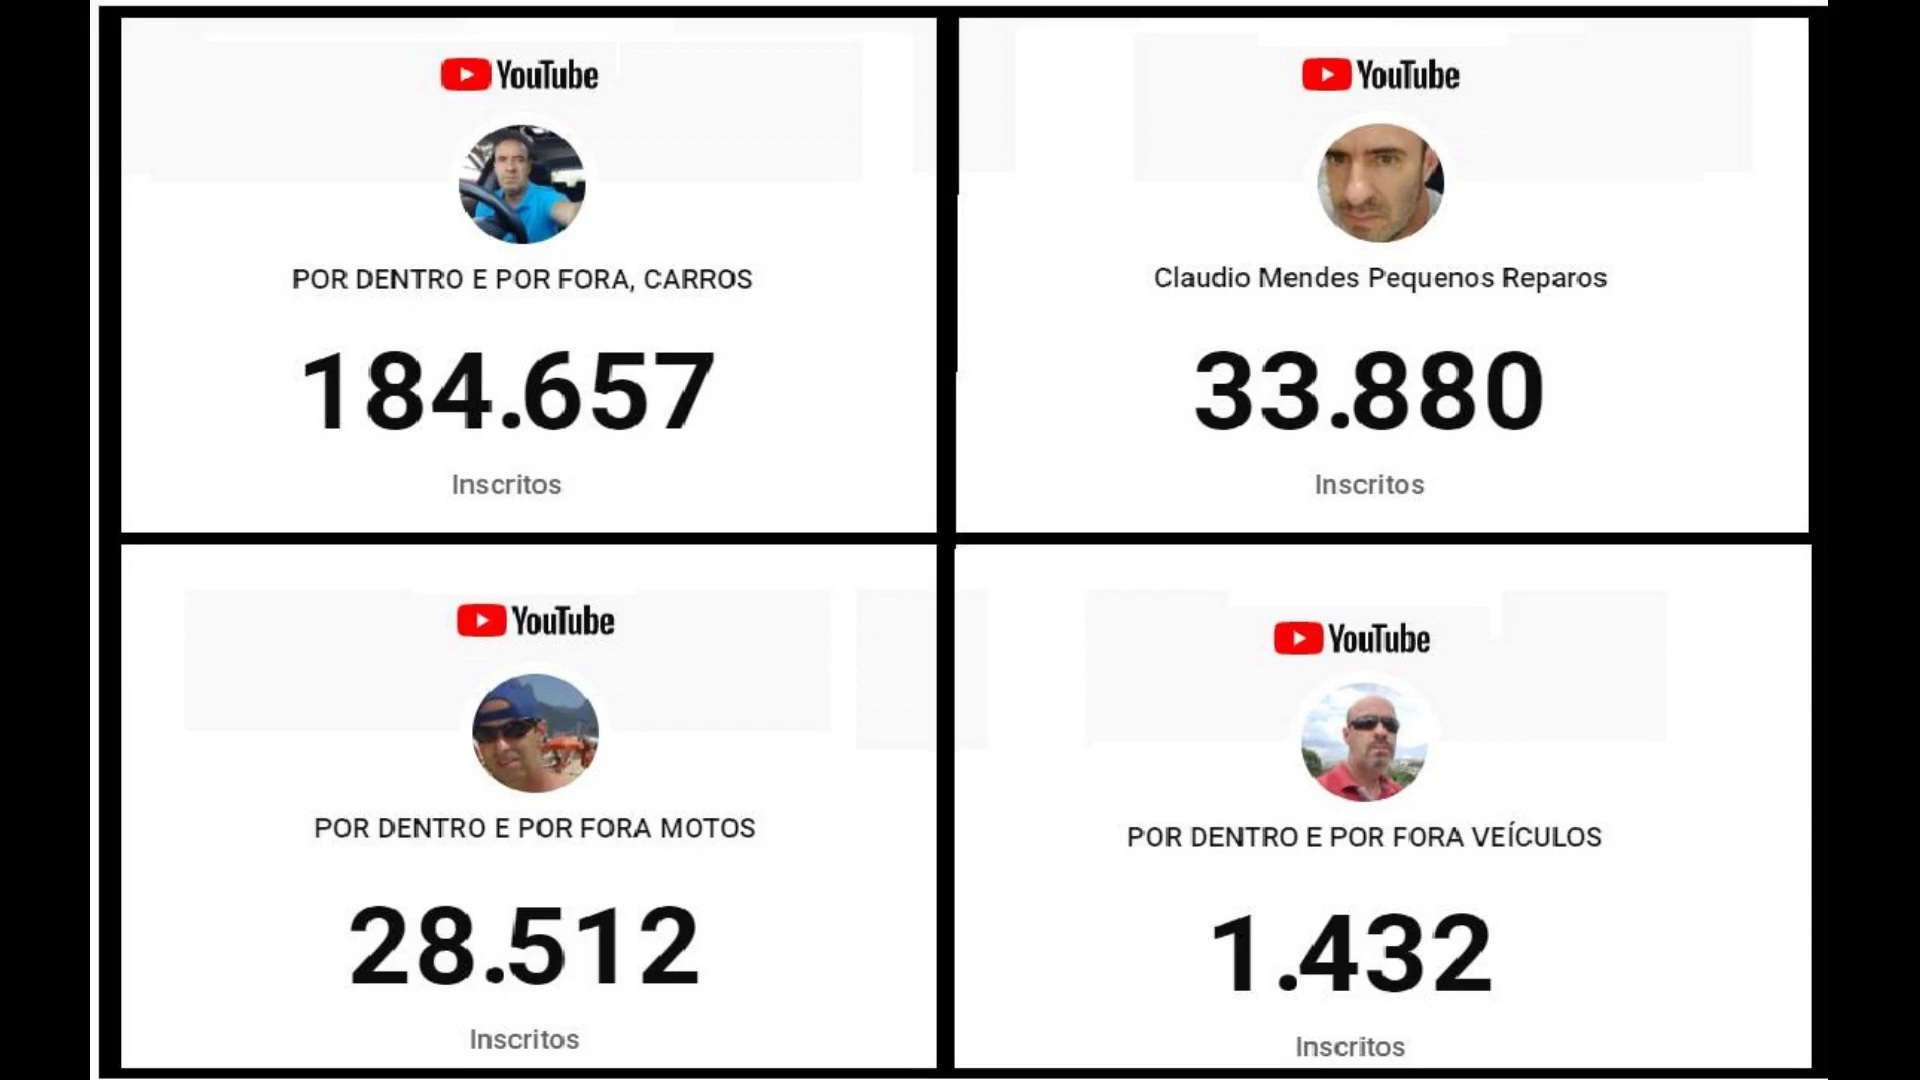 YouTube
POR DENTRO E POR FORA, CARROS
184.657
Inscritos
YouTube
Claudio Mendes Pequenos Reparos
33.880
Inscritos
YouTube
POR DENTRO E POR FORA MOTOS
28.512
Inscritos
YouTube
POR DENTRO E POR FORA VEÍCULOS
1.432
Inscritos